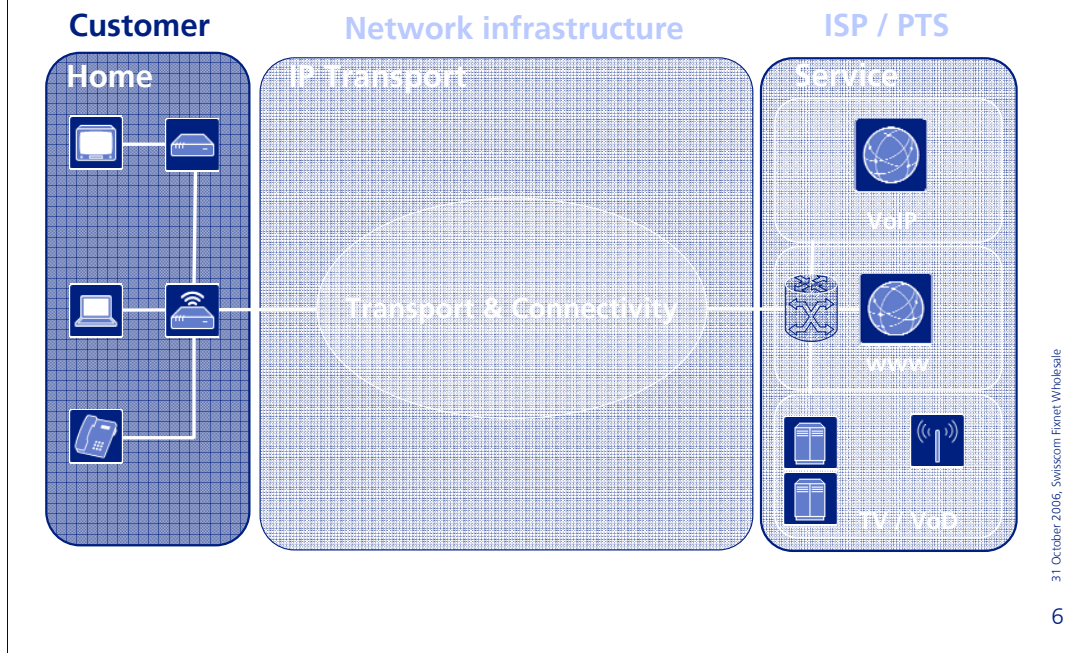 Customer
Network infrastructure
ISP / PTS
Home
IP Transport
Service
VoIP
Transport & Connectivity
www
TV / VoD
31 October 2006, Swisscom Fixnet Wholesale
6